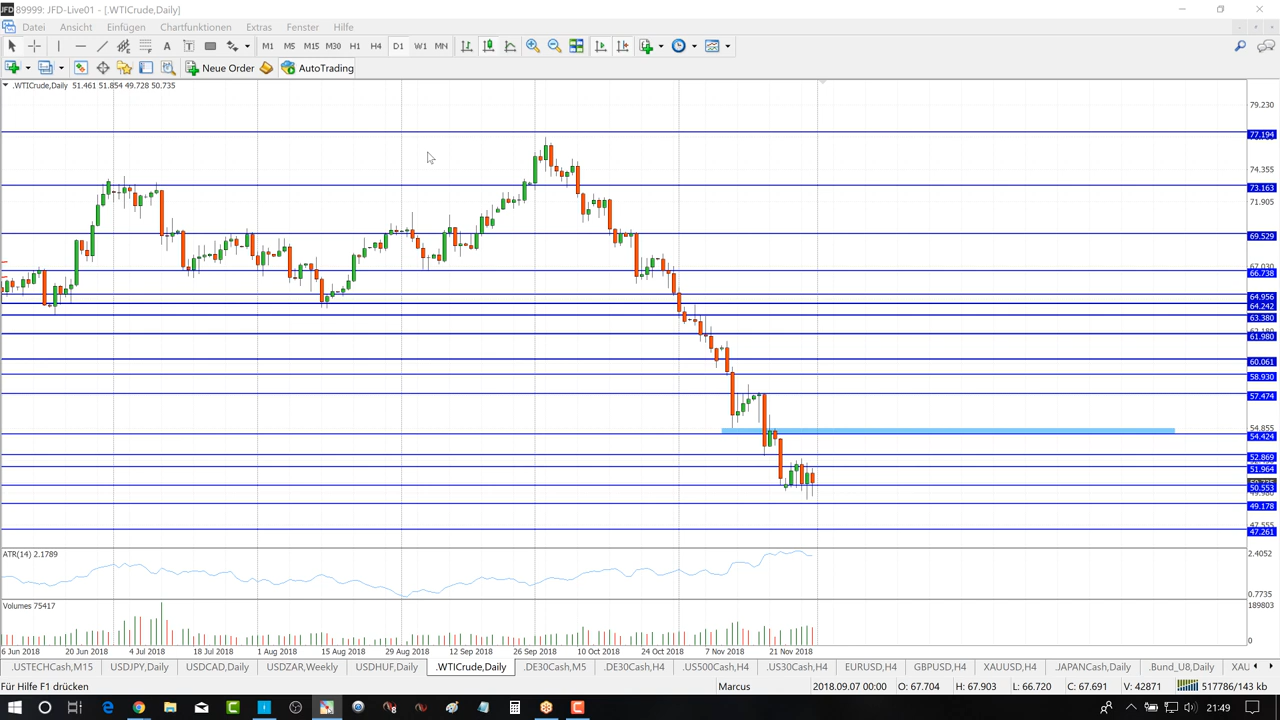 89999: JFD-Live01 - [.WTICrude,Daily]
Datei Ansicht Einfügen Chartfunktionen Extras Fenster Hilfe
A T M1 M5 M15 M30 H1 H4 D1 W1 MN
Neue Order AutoTrading
.WTICrude,Daily 51.461 51.854 49.728 50.735
79.230
77.194
74.355
73.163
71.905
69.529
67.030
66.738
64.956
64.242
63.380
61.980
60.061
58.930
57.474
54.855
54.424
52.869
51.964
50.553
49.178
47.555
47.261
ATR(14) 2.1789
2.4052
0.7735
Volumes 75417
189803
0
6 Jun 2018 20 Jun 2018 4 Jul 2018 18 Jul 2018 1 Aug 2018 15 Aug 2018 29 Aug 2018 12 Sep 2018 26 Sep 2018 10 Oct 2018 24 Oct 2018 7 Nov 2018 21 Nov 2018
.USTECHCash,M15 USDJPY,Daily USDCAD,Daily USDZAR,Weekly USDHUF,Daily .WTICrude,Daily .DE30Cash,M5 .DE30Cash,H4 .US500Cash,H4 .US30Cash,H4 EURUSD,H4 GBPUSD,H4 XAUUSD,H4 .JAPANCash,Daily .Bund_U8,Daily XAU
Für Hilfe F1 drücken Marcus 2018.09.07 00:00 O: 67.704 H: 67.903 L: 66.720 C: 67.691 V: 42871 517786/143 kb
21:49